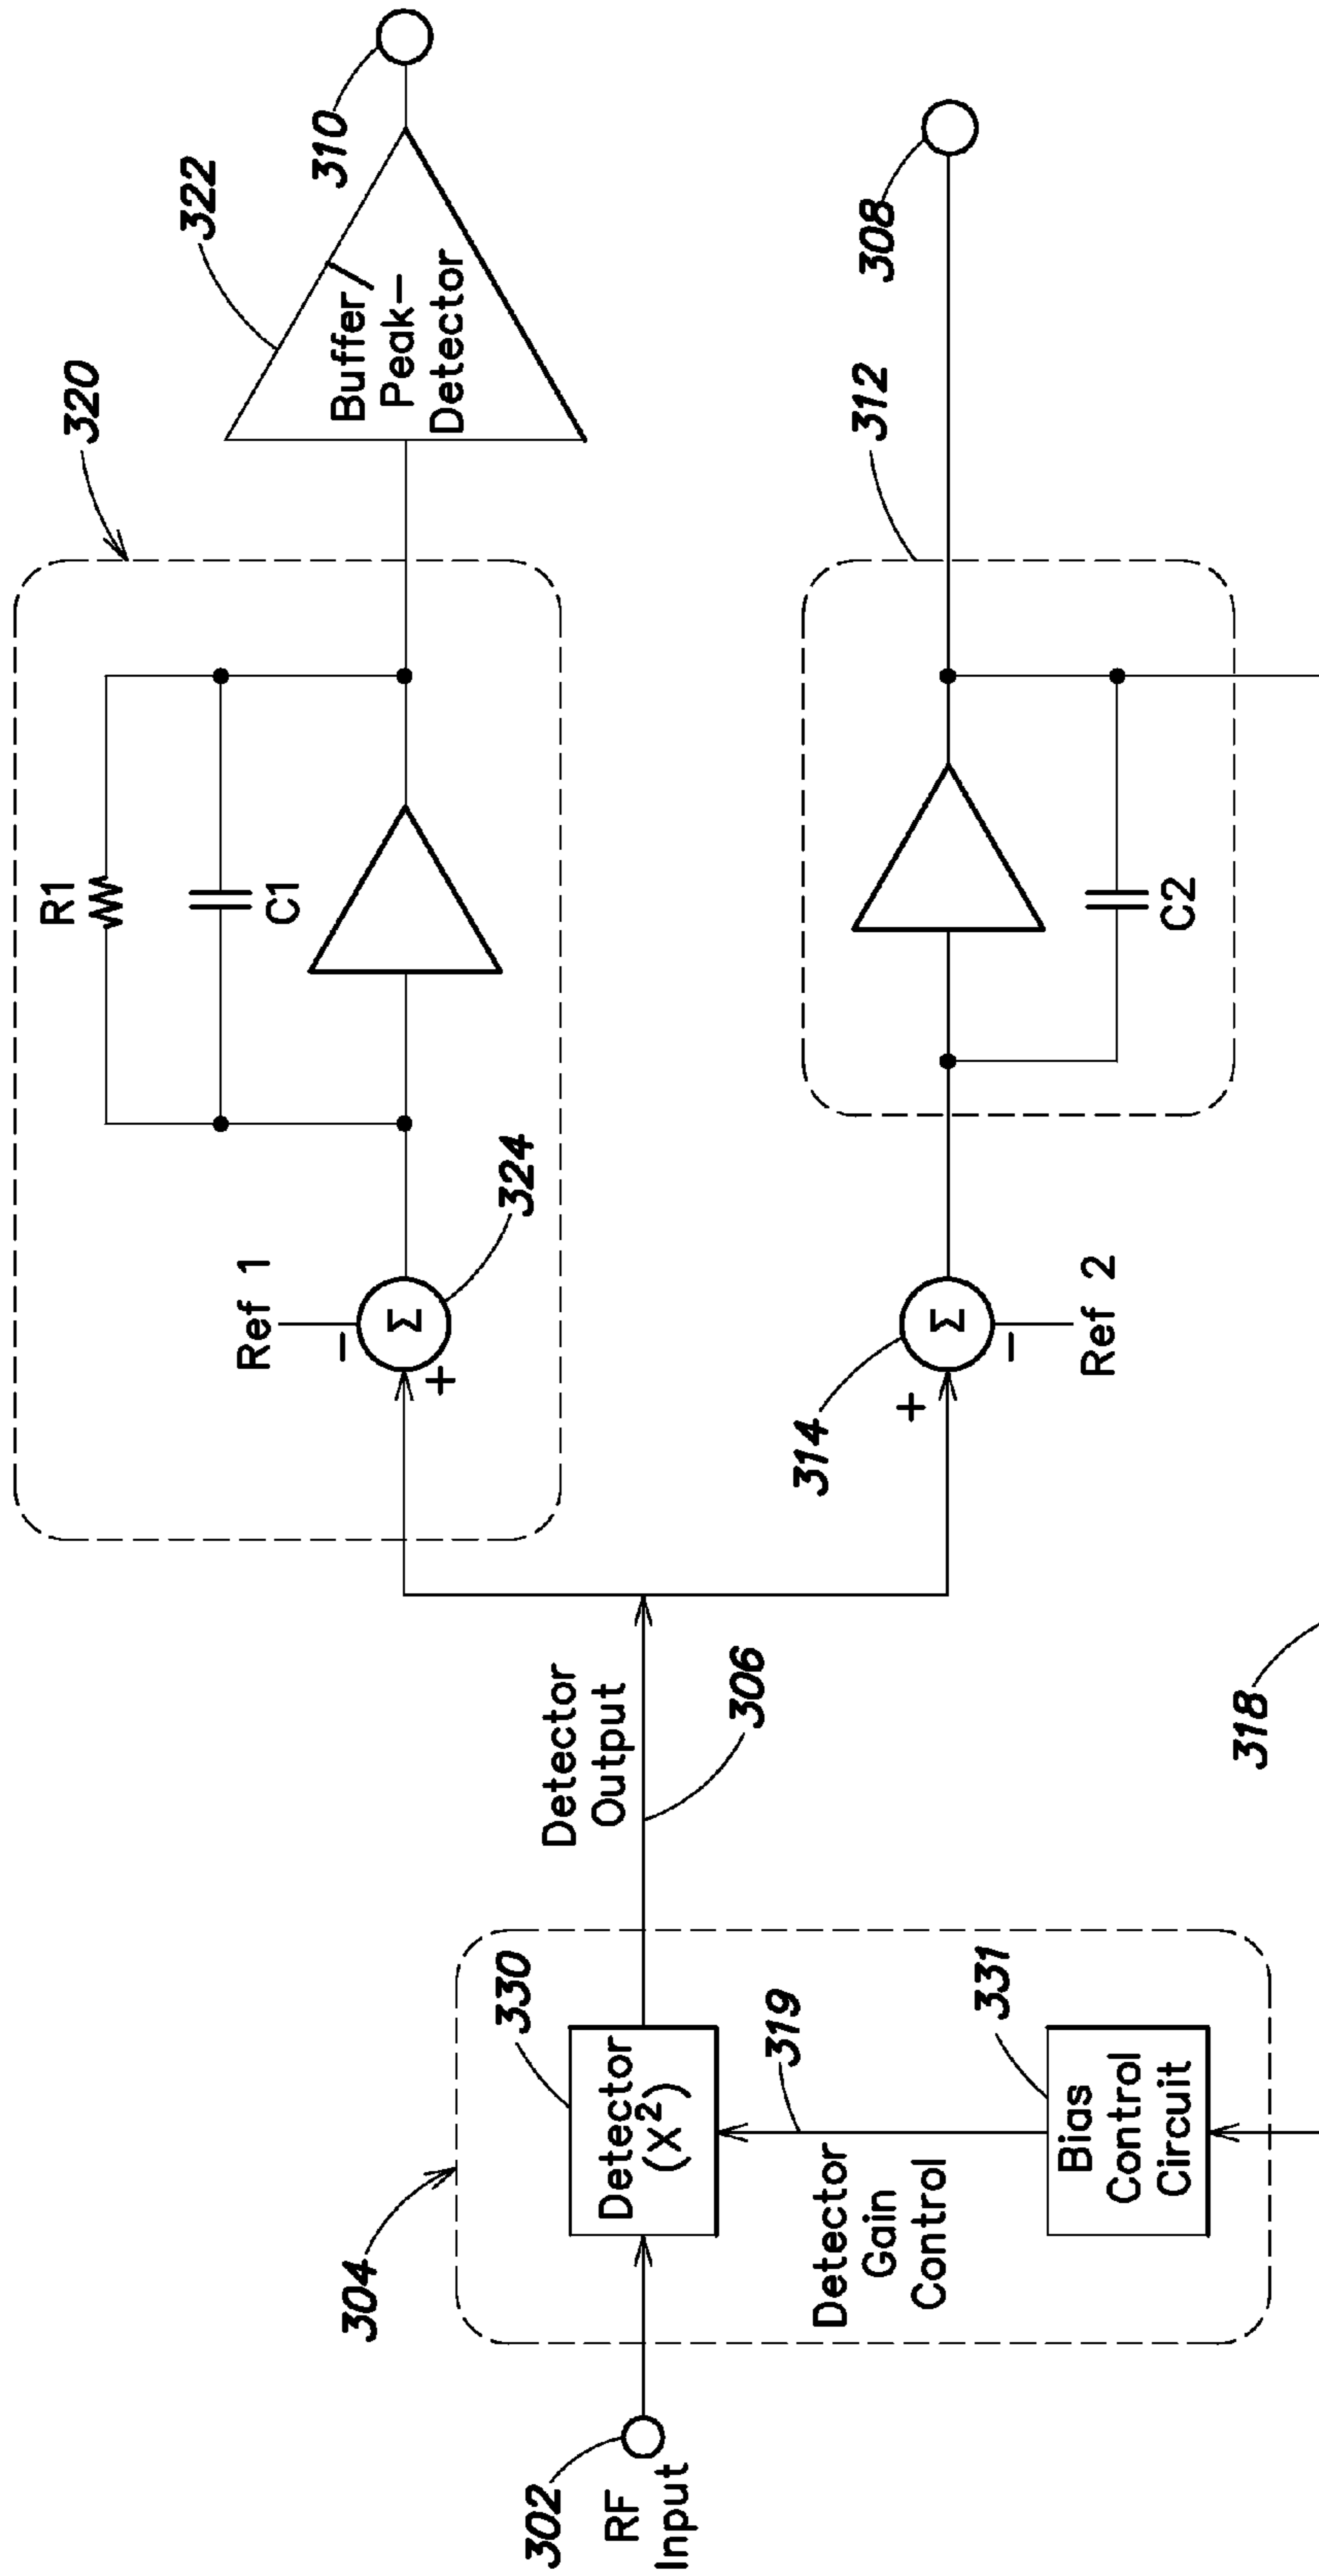 302
RF
Input
304
330
Detector
(X²)
319
Detector
Gain
Control
331
Bias
Control
Circuit
Detector
Output
306
318
320
Ref 1
−
+
Σ
324
R1
C1
322
Buffer/
Peak−
Detector
310
314
+
Σ
−
Ref 2
312
C2
308